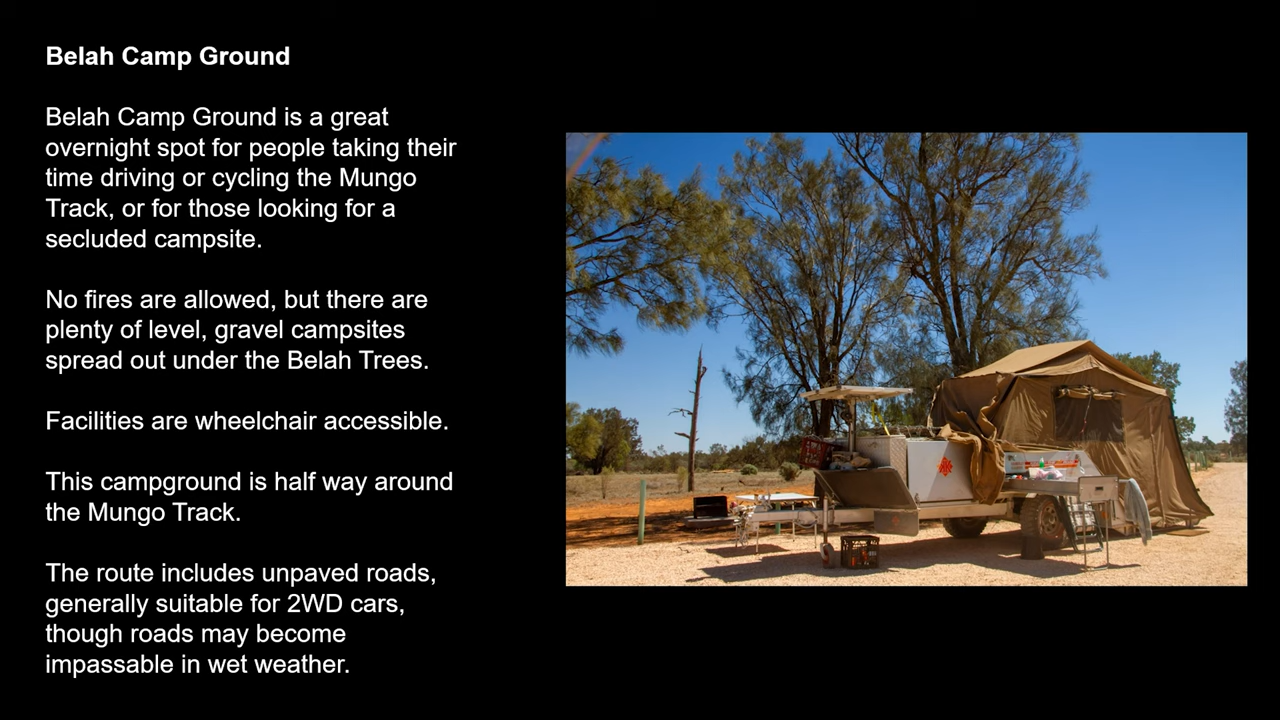 Belah Camp Ground
Belah Camp Ground is a great
overnight spot for people taking their
time driving or cycling the Mungo
Track, or for those looking for a
secluded campsite.
No fires are allowed, but there are
plenty of level, gravel campsites
spread out under the Belah Trees.
Facilities are wheelchair accessible.
This campground is half way around
the Mungo Track.
The route includes unpaved roads,
generally suitable for 2WD cars,
though roads may become
impassable in wet weather.